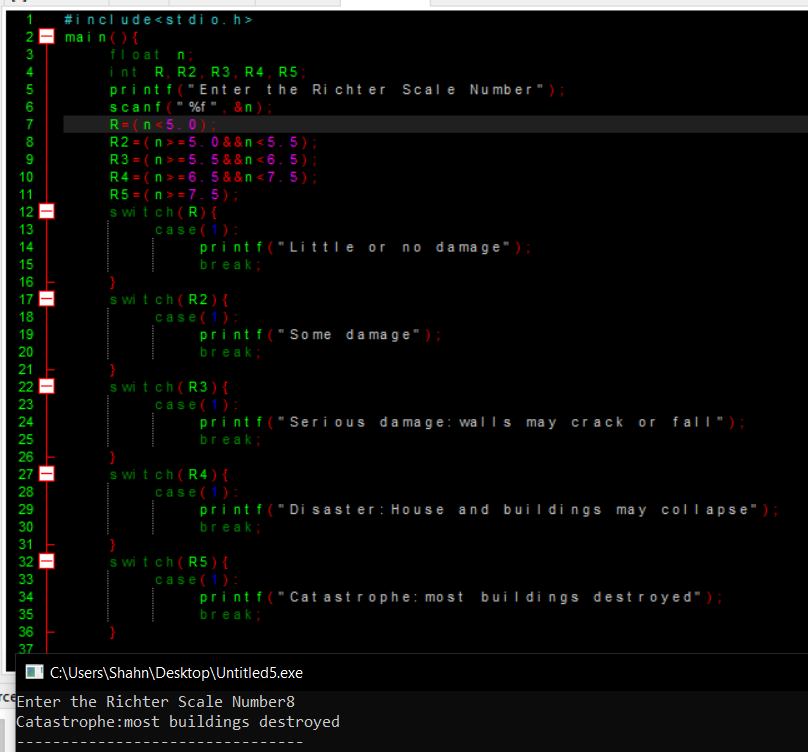 1 #include<stdio.h>
2 main(){
3 float n;
4 int R,R2,R3,R4,R5;
5 printf("Enter the Richter Scale Number");
6 scanf("%f", &n);
7 R=(n<5.0);
8 R2=(n>=5.0&&n<5.5);
9 R3=(n>=5.5&&n<6.5);
10 R4=(n>=6.5&&n<7.5);
11 R5=(n>=7.5);
12 switch(R){
13 case(1):
14 printf("Little or no damage");
15 break;
16 }
17 switch(R2){
18 case(1):
19 printf("Some damage");
20 break;
21 }
22 switch(R3){
23 case(1):
24 printf("Serious damage:walls may crack or fall");
25 break;
26 }
27 switch(R4){
28 case(1):
29 printf("Disaster:House and buildings may collapse");
30 break;
31 }
32 switch(R5){
33 case(1):
34 printf("Catastrophe:most buildings destroyed");
35 break;
36 }
37
C:\Users\Shahn\Desktop\Untitled5.exe
Enter the Richter Scale Number8
Catastrophe:most buildings destroyed
--------------------------------